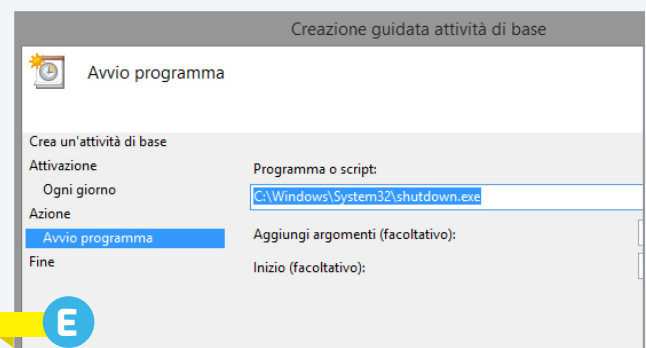 Creazione guidata attività di base
Avvio programma
Crea un'attività di base
Attivazione
Ogni giorno
Azione
Avvio programma
Fine
Programma o script:
C:\Windows\System32\shutdown.exe
Aggiungi argomenti (facoltativo):
Inizio (facoltativo):
E